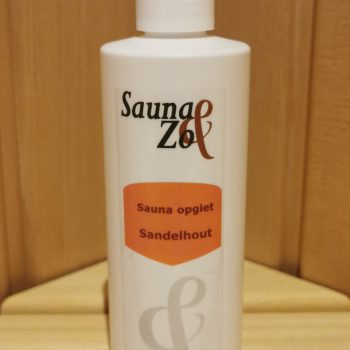 Sauna &
Zo
Sauna opgiet
Sandelhout
&